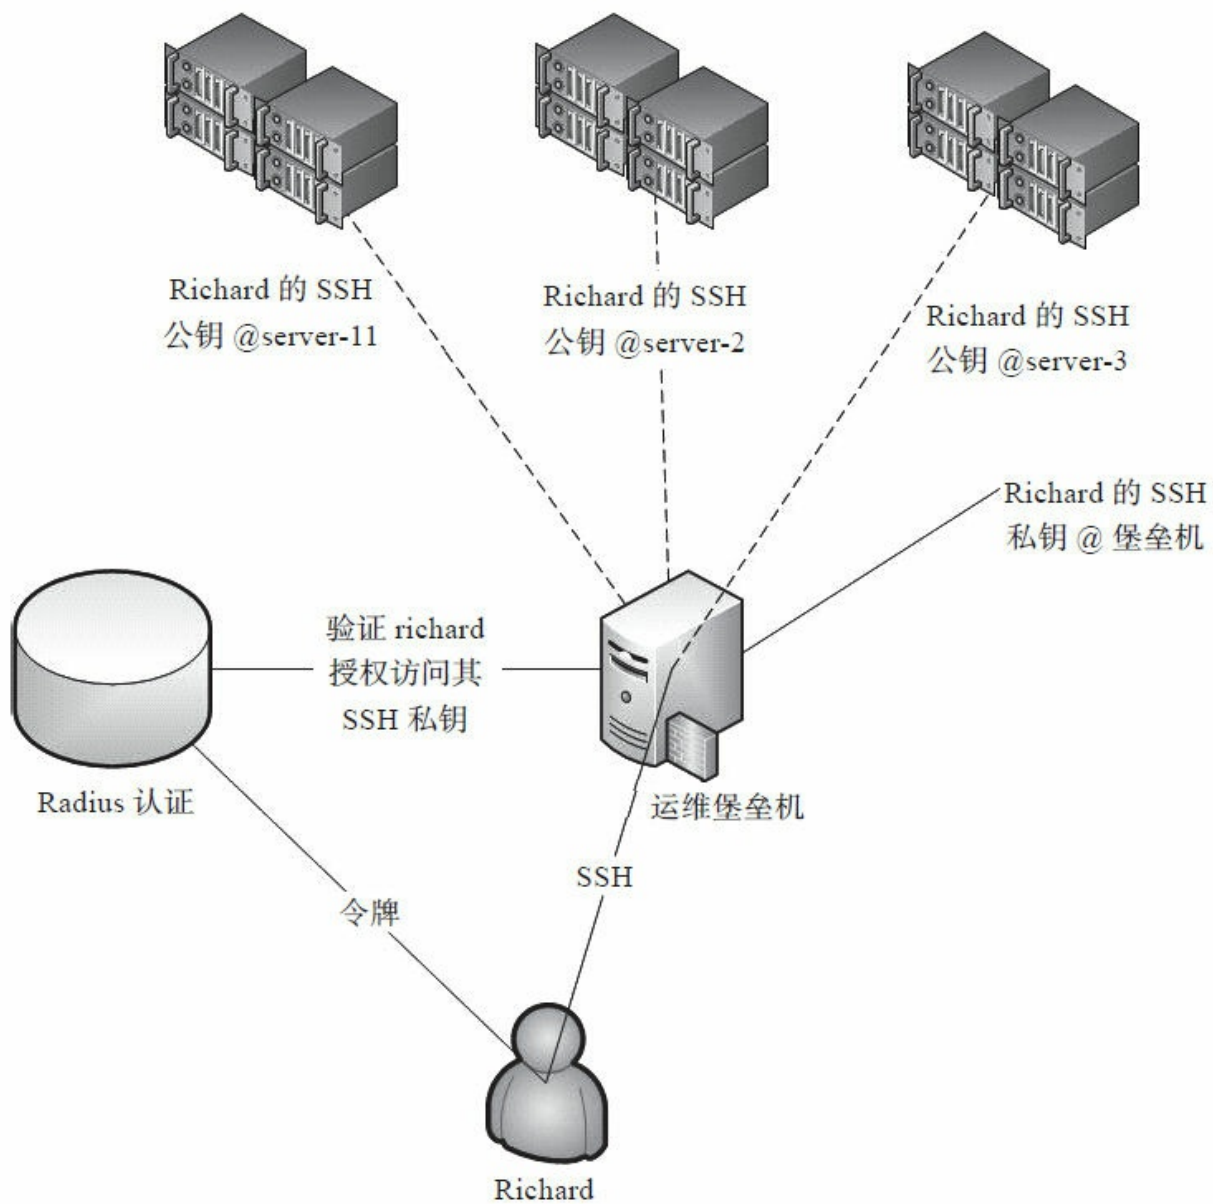 Richard 的 SSH
公钥 @server-11
Richard 的 SSH
公钥 @server-2
Richard 的 SSH
公钥 @server-3
Richard 的 SSH
私钥 @ 堡垒机
验证 richard
授权访问其
SSH 私钥
Radius 认证
运维堡垒机
SSH
令牌
Richard